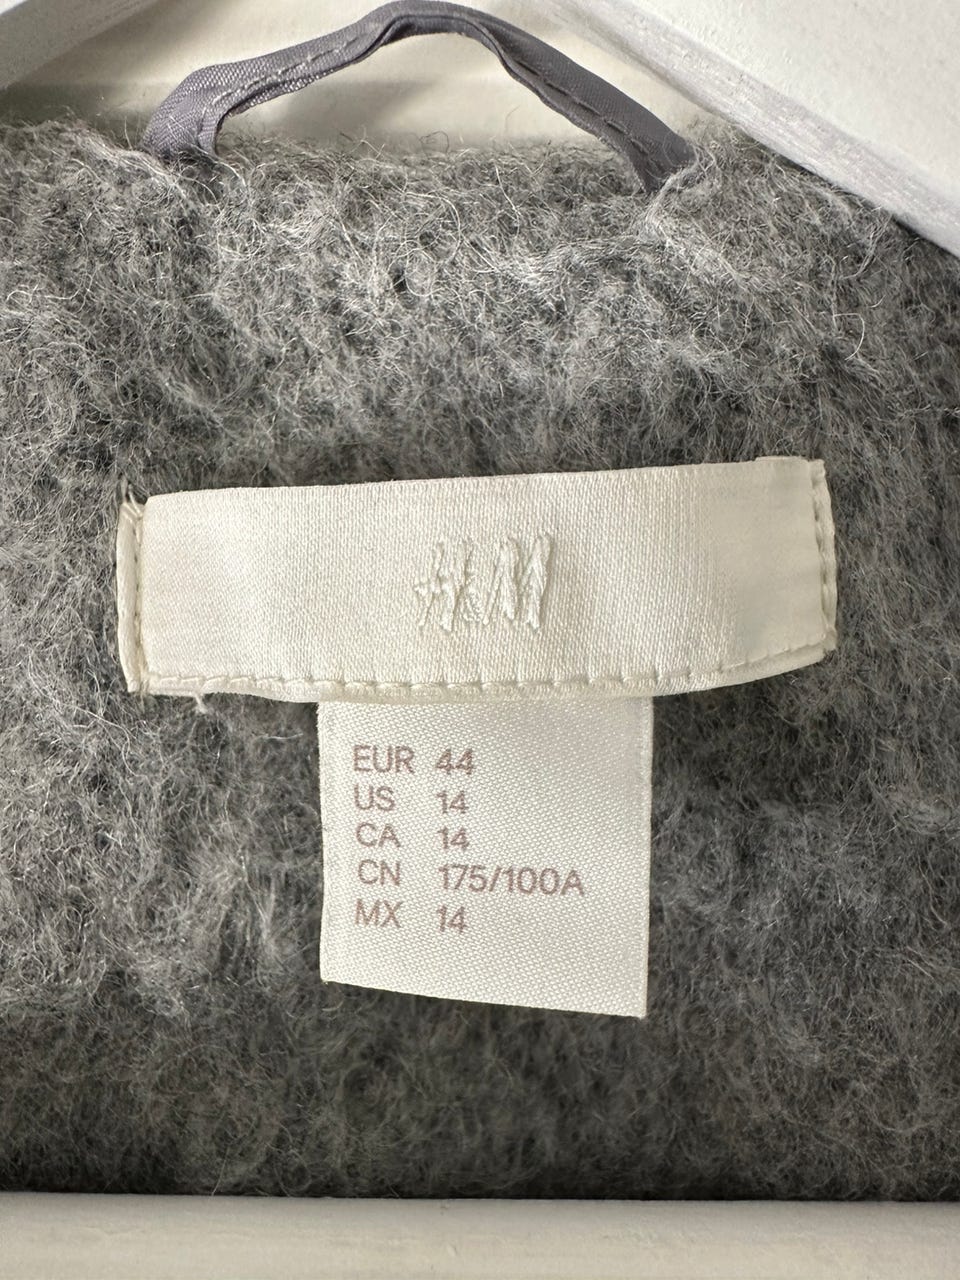 H&M
EUR 44
US 14
CA 14
CN 175/100A
MX 14